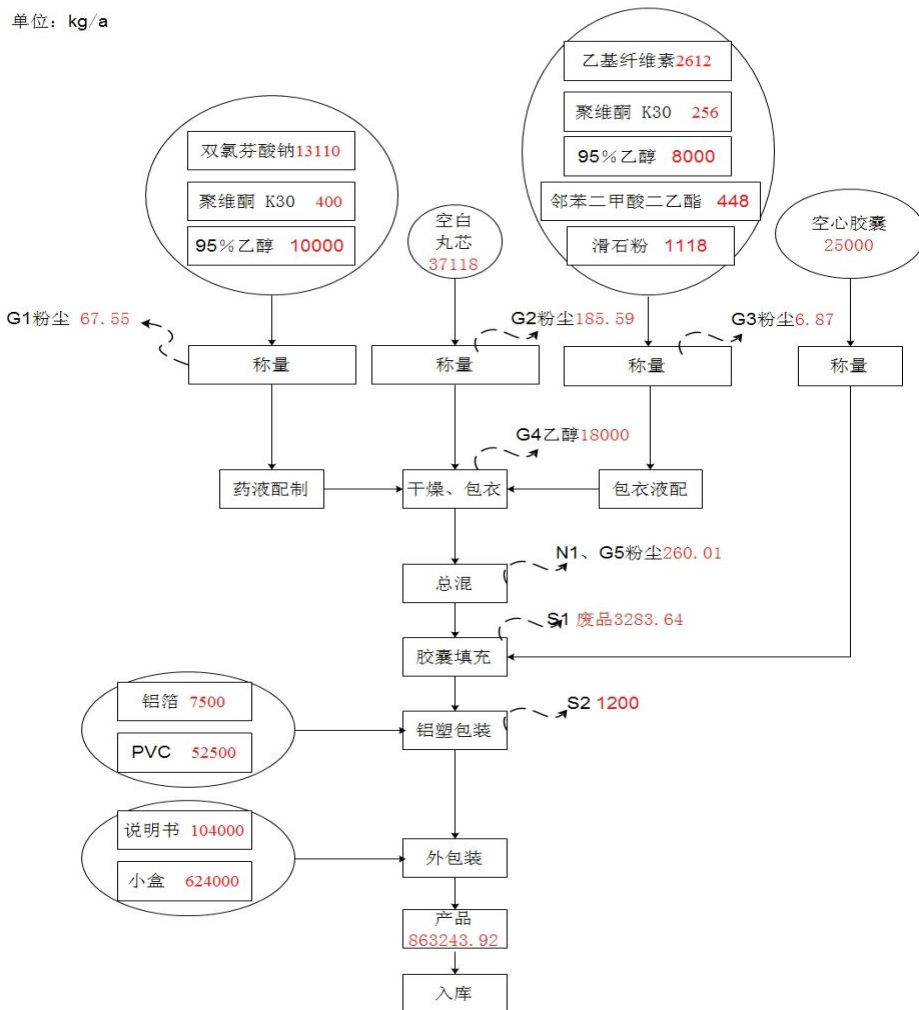 单位：kg/a
乙基纤维素2612
聚维酮 K30 256
95%乙醇 8000
邻苯二甲酸二乙酯 448
滑石粉 1118
双氯芬酸钠13110
聚维酮 K30 400
95%乙醇 10000
空白
丸芯
37118
空心胶囊
25000
G1粉尘 67.55
G2粉尘185.59
G3粉尘6.87
称量
称量
称量
称量
G4乙醇18000
药液配制
干燥、包衣
包衣液配
N1、G5粉尘260.01
总混
S1 废品3283.64
胶囊填充
铝箔 7500
PVC 52500
S2 1200
铝塑包装
说明书 104000
小盒 624000
外包装
产品
863243.92
入库